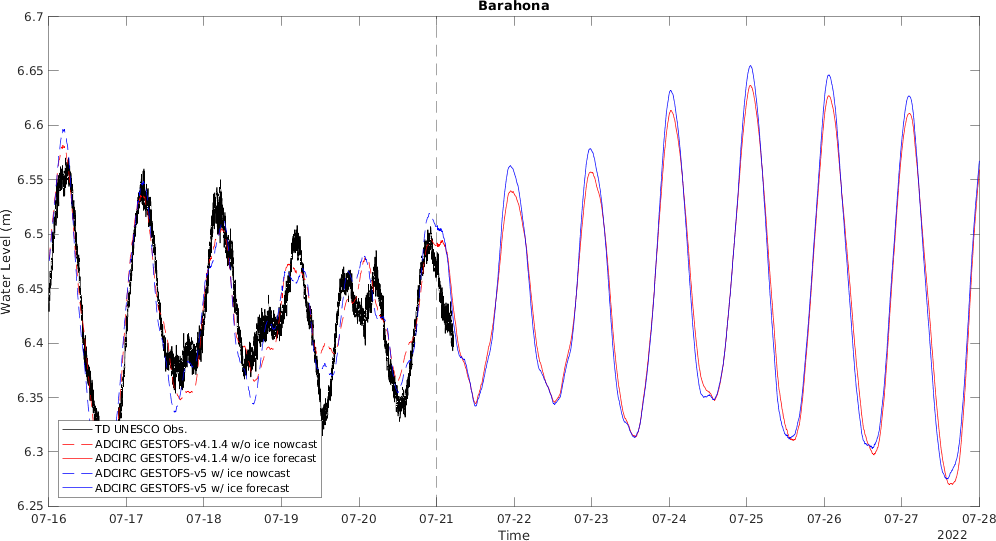 Barahona
6.7
6.65
6.6
6.55
6.5
6.45
6.4
6.35
6.3
6.25
Water Level (m)
TD UNESCO Obs.
ADCIRC GESTOFS-v4.1.4 w/o ice nowcast
ADCIRC GESTOFS-v4.1.4 w/o ice forecast
ADCIRC GESTOFS-v5 w/ ice nowcast
ADCIRC GESTOFS-v5 w/ ice forecast
07-16 07-17 07-18 07-19 07-20 07-21 07-22 07-23 07-24 07-25 07-26 07-27 07-28
Time
2022